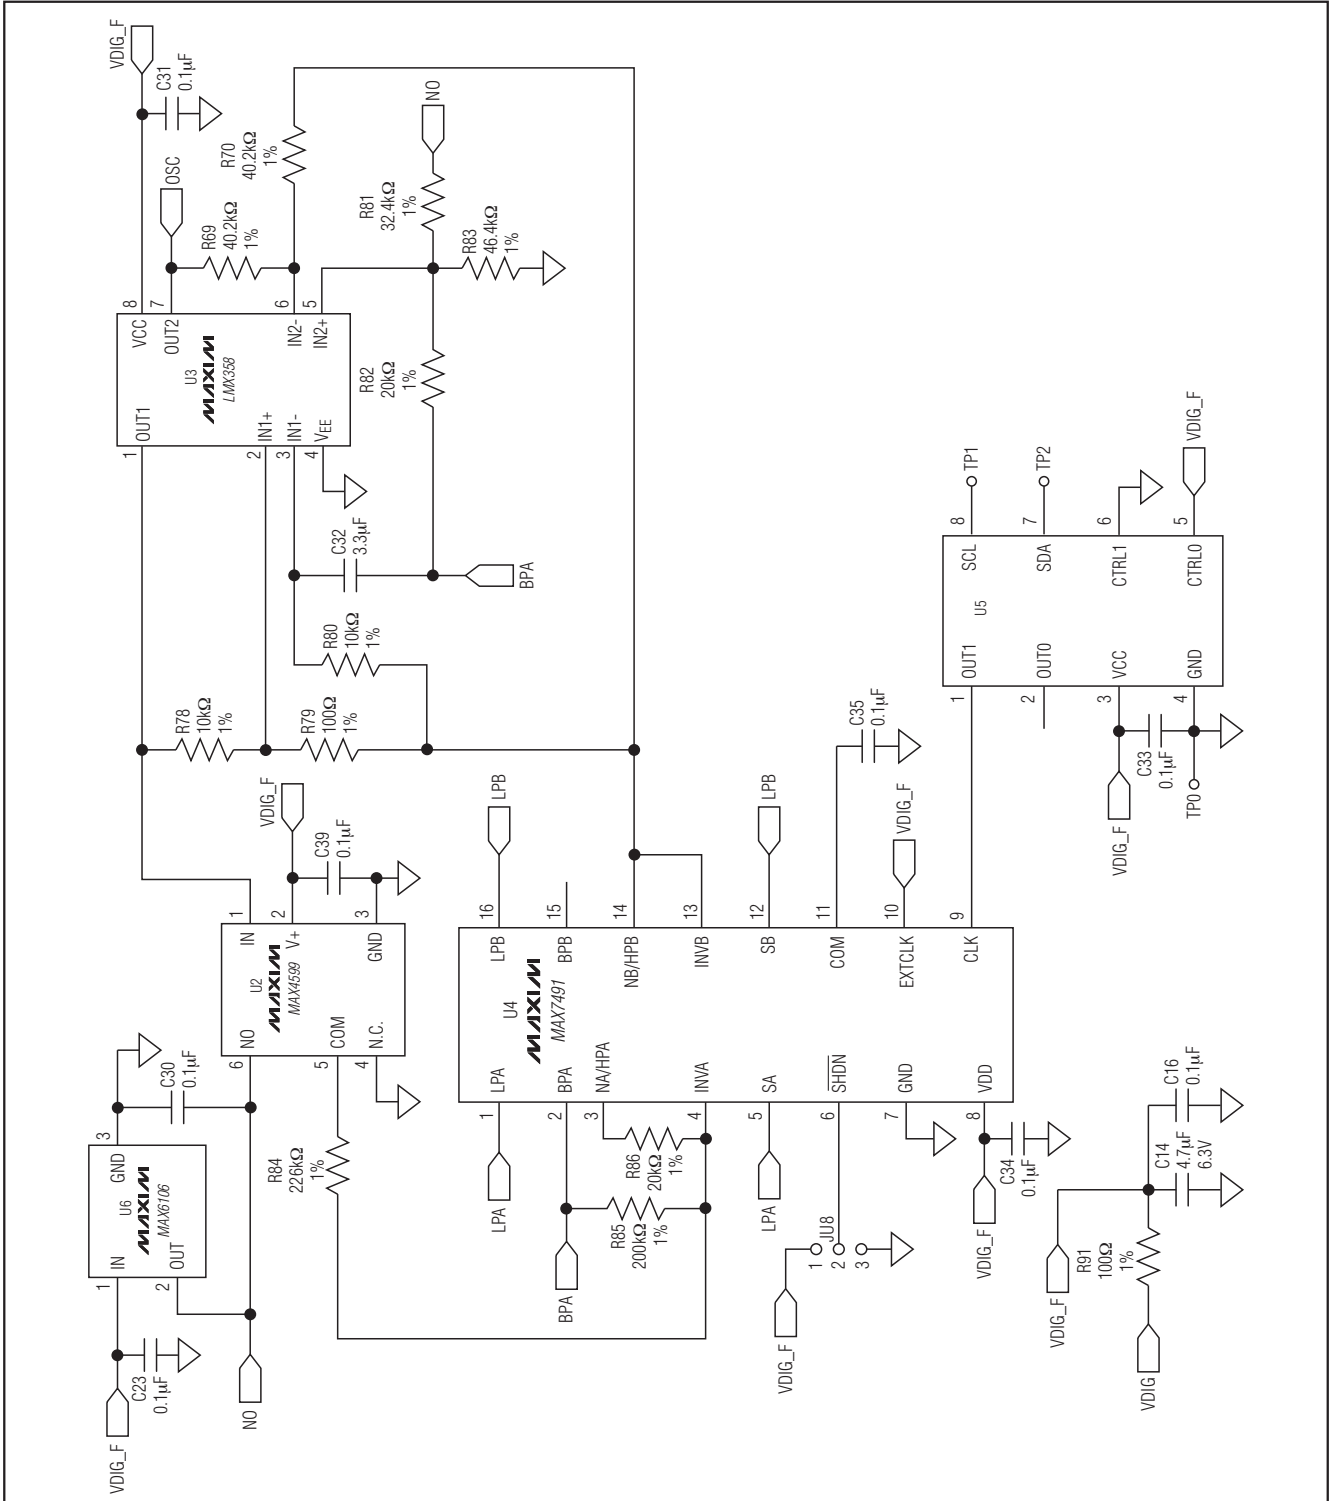 VDIG_F
C31
0.1µF
OSC
R69
40.2kΩ
1%
R70
40.2kΩ
1%
NO
R81
32.4kΩ
1%
R83
46.4kΩ
1%
R82
20kΩ
1%
8
7
6
5
VCC
OUT2
IN2-
IN2+
U3
MAXIM
LMX358
OUT1
IN1+
IN1-
VEE
1
2
3
4
C32
3.3µF
BPA
R80
10kΩ
1%
R78
10kΩ
1%
R79
100Ω
1%
VDIG_F
C39
0.1µF
1
2
3
IN
V+
GND
U2
MAXIM
MAX4599
NO
COM
N.C.
6
5
4
C30
0.1µF
3
GND
U6
MAXIM
MAX6106
IN
OUT
1
2
VDIG_F
C23
0.1µF
NO
R84
226kΩ
1%
LPB
LPB
C35
0.1µF
VDIG_F
16
15
14
13
12
11
10
9
LPB
BPB
NB/HPB
INVB
SB
COM
EXTCLK
CLK
U4
MAXIM
MAX7491
LPA
BPA
NA/HPA
INVA
SA
SHDN
GND
VDD
1
2
3
4
5
6
7
8
LPA
R86
20kΩ
1%
R85
200kΩ
1%
BPA
LPA
JU8
1
2
3
VDIG_F
VDIG_F
C34
0.1µF
TP1
TP2
VDIG_F
8
7
6
5
SCL
SDA
CTRL1
CTRL0
U5
OUT1
OUT0
VCC
GND
1
2
3
4
VDIG_F
C33
0.1µF
TP0
C16
0.1µF
C14
4.7µF
6.3V
VDIG_F
R91
100Ω
1%
VDIG